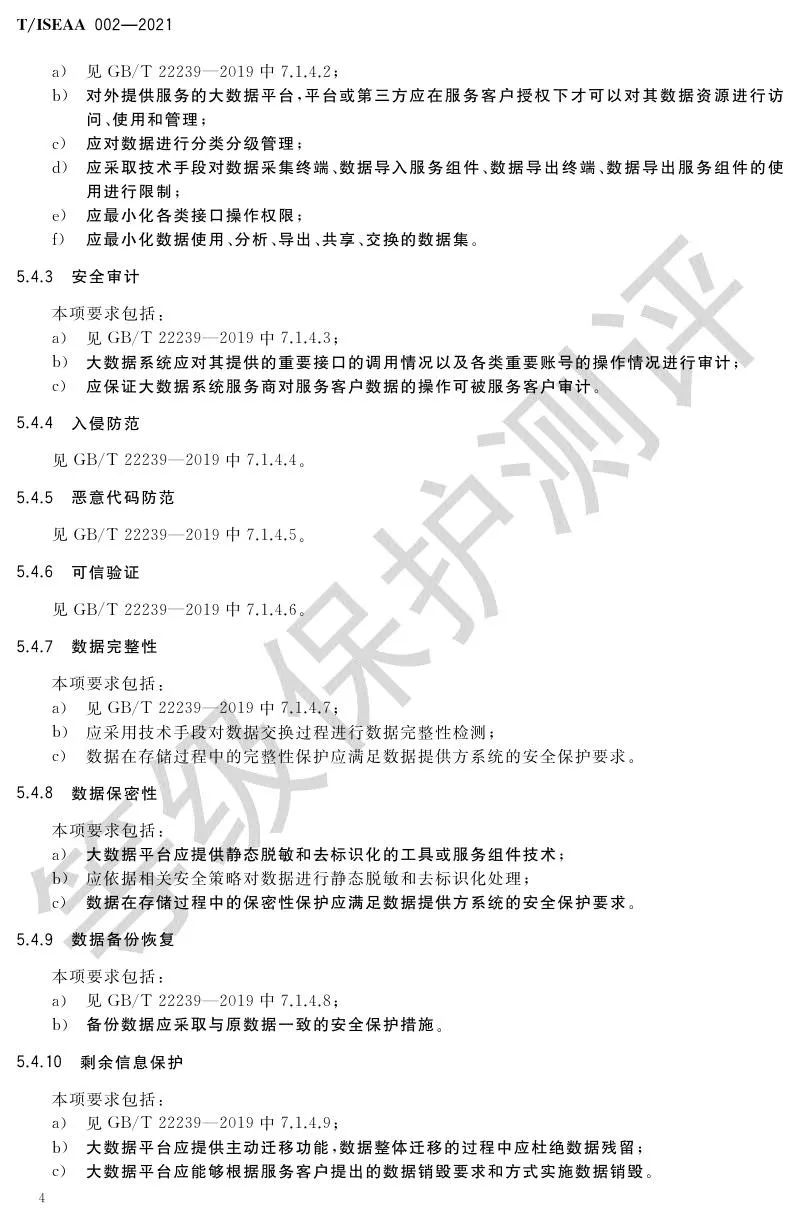 T/ISEAA 002—2021
a) 见 GB/T 22239—2019 中 7.1.4.2；
b) 对外提供服务的大数据平台，平台或第三方应在服务客户授权下才可以对其数据资源进行访
问、使用和管理；
c) 应对数据进行分类分级管理；
d) 应采取技术手段对数据采集终端、数据导入服务组件、数据导出终端、数据导出服务组件的使
用进行限制；
e) 应最小化各类接口操作权限；
f) 应最小化数据使用、分析、导出、共享、交换的数据集。
5.4.3 安全审计
本项要求包括：
a) 见 GB/T 22239—2019 中 7.1.4.3；
b) 大数据系统应对其提供的重要接口的调用情况以及各类重要账号的操作情况进行审计；
c) 应保证大数据系统服务商对服务客户数据的操作可被服务客户审计。
5.4.4 入侵防范
见 GB/T 22239—2019 中 7.1.4.4。
5.4.5 恶意代码防范
见 GB/T 22239—2019 中 7.1.4.5。
5.4.6 可信验证
见 GB/T 22239—2019 中 7.1.4.6。
5.4.7 数据完整性
本项要求包括：
a) 见 GB/T 22239—2019 中 7.1.4.7；
b) 应采用技术手段对数据交换过程进行数据完整性检测；
c) 数据在存储过程中的完整性保护应满足数据提供方系统的安全保护要求。
5.4.8 数据保密性
本项要求包括：
a) 大数据平台应提供静态脱敏和去标识化的工具或服务组件技术；
b) 应依据相关安全策略对数据进行静态脱敏和去标识化处理；
c) 数据在存储过程中的保密性保护应满足数据提供方系统的安全保护要求。
5.4.9 数据备份恢复
本项要求包括：
a) 见 GB/T 22239—2019 中 7.1.4.8；
b) 备份数据应采取与原数据一致的安全保护措施。
5.4.10 剩余信息保护
本项要求包括：
a) 见 GB/T 22239—2019 中 7.1.4.9；
b) 大数据平台应提供主动迁移功能，数据整体迁移的过程中应杜绝数据残留；
c) 大数据平台应能够根据服务客户提出的数据销毁要求和方式实施数据销毁。
4
等级保护测评